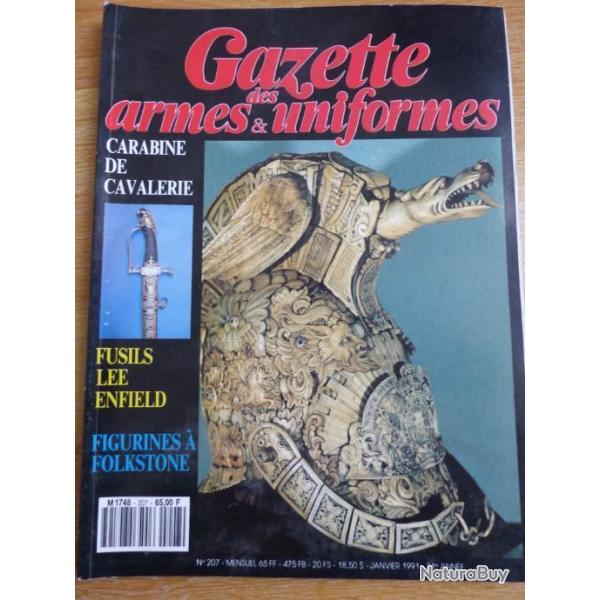 Gazette
des
armes & uniformes
CARABINE
DE
CAVALERIE
FUSILS
LEE
ENFIELD
FIGURINES À
FOLKSTONE
M 1748 - 207 - 65,00 F
N° 207 - MENSUEL 65 FF - 475 FB - 20 FS - 18.50 $ - JANVIER 1991 - ANNÉE
NaturaBuy